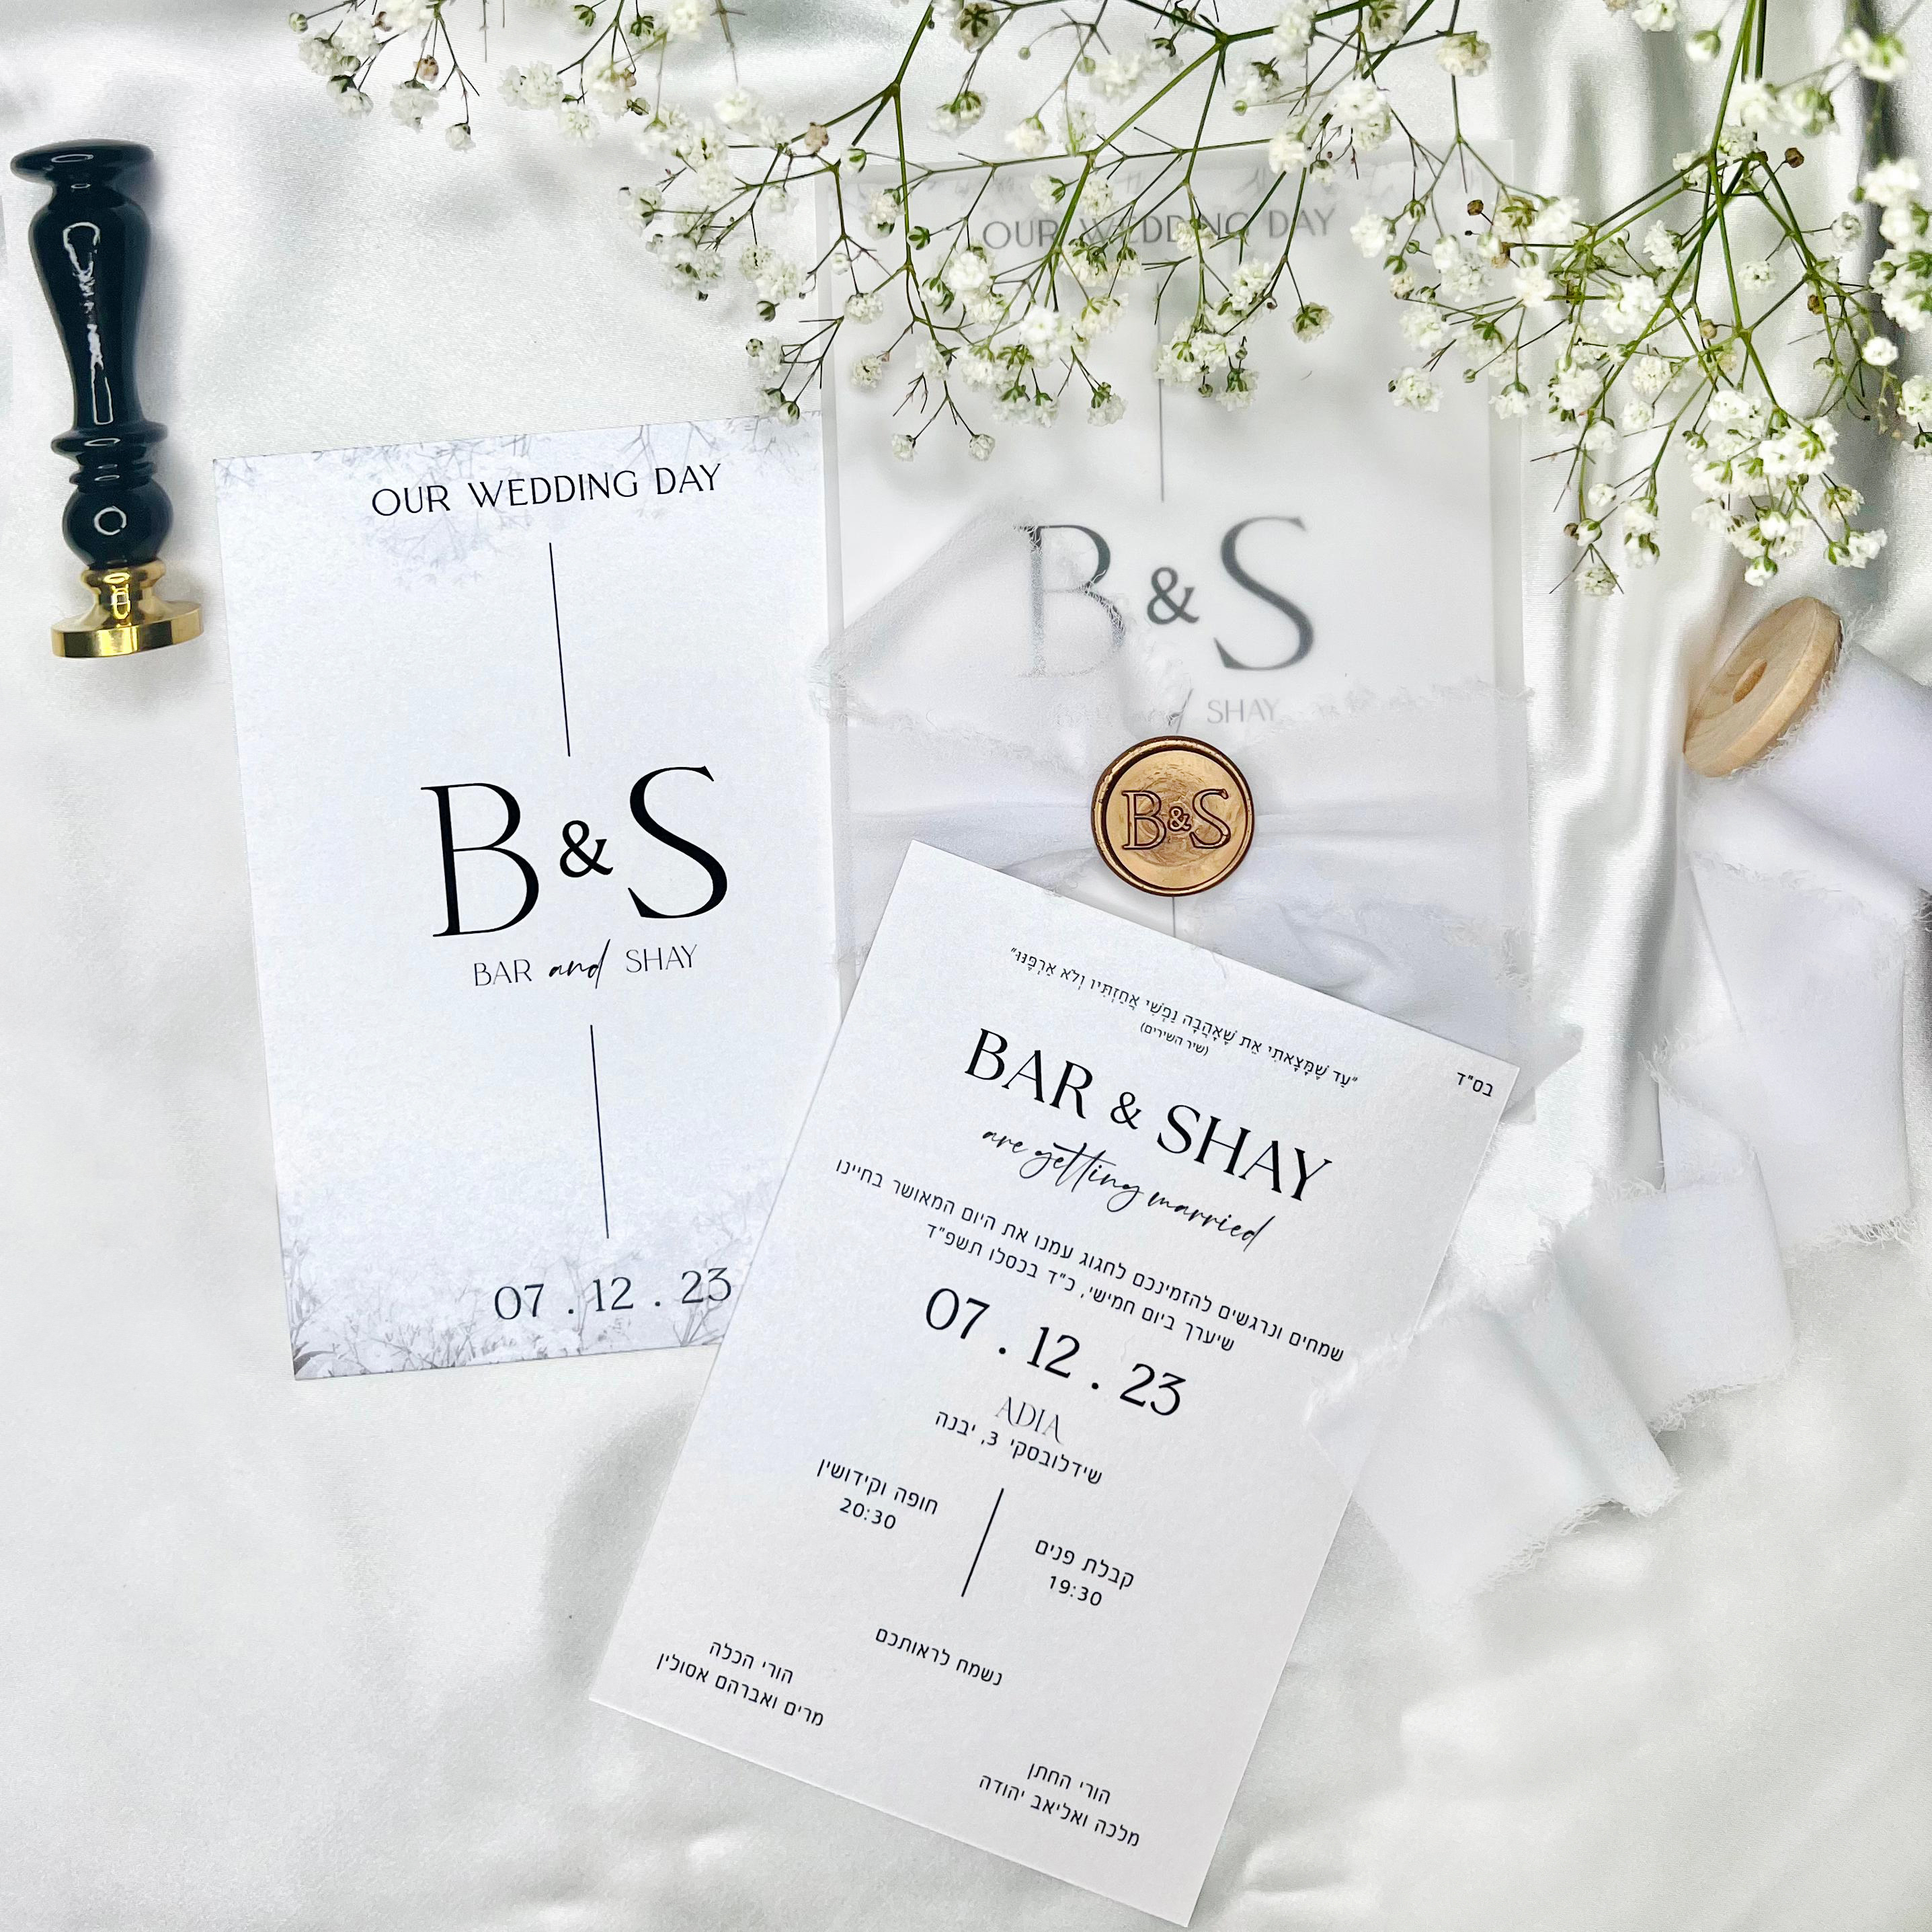 OUR WEDDING DAY
B & S
BAR and SHAY
07 . 12 . 23
OUR WEDDING DAY
B & S
SHAY
B&S
בס"ד
"עַד שֶׁמָּצָאתִי אֵת שֶׁאָהֲבָה נַפְשִׁי אֲחַזְתִּיו וְלֹא אַרְפֶּנּוּ"
(שיר השירים)
BAR & SHAY
are getting married
שמחים ונרגשים להזמינכם לחגוג עמנו את היום המאושר בחיינו
שיערך ביום חמישי, כ"ד בכסלו תשפ"ד
07 . 12 . 23
ADIA
שידלובסקי 3, יבנה
קבלת פנים
19:30
חופה וקידושין
20:30
נשמח לראותכם
הורי הכלה
מרים ואברהם אסולין
הורי החתן
מלכה ואליאב יהודה